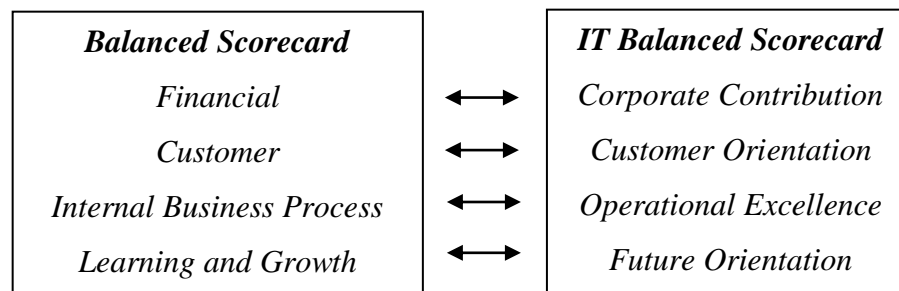 Balanced Scorecard
Financial
Customer
Internal Business Process
Learning and Growth
IT Balanced Scorecard
Corporate Contribution
Customer Orientation
Operational Excellence
Future Orientation